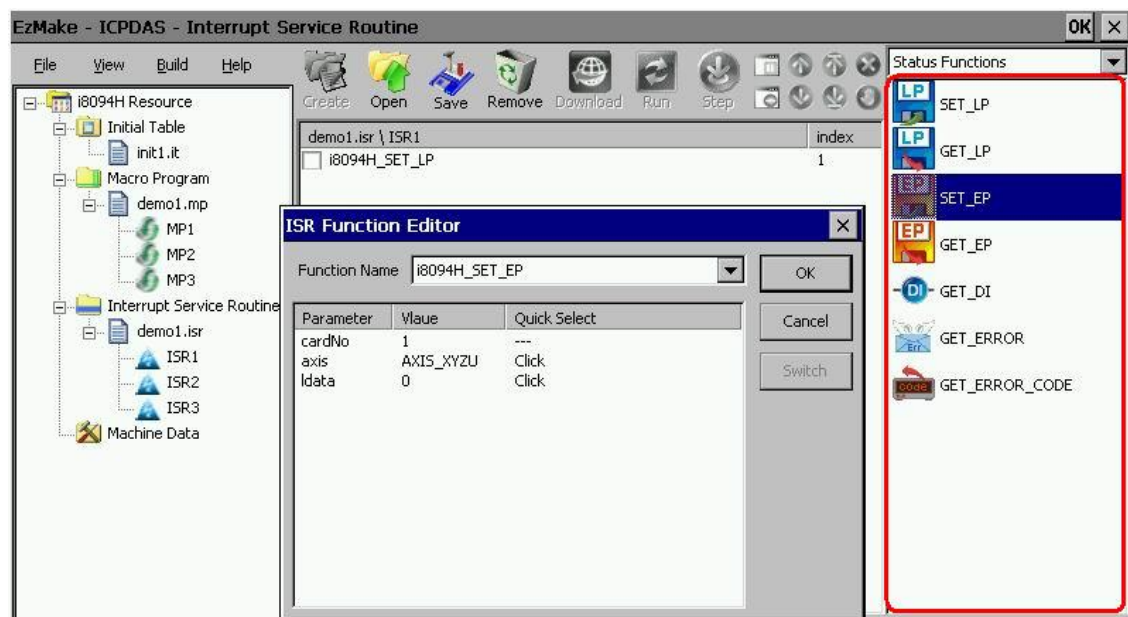 EzMake - ICPDAS - Interrupt Service Routine OK
File View Build Help
Create Open Save Remove Download Run Step
Status Functions
i8094H Resource
Initial Table
init1.it
Macro Program
demo1.mp
MP1
MP2
MP3
Interrupt Service Routine
demo1.isr
ISR1
ISR2
ISR3
Machine Data
demo1.isr \ ISR1 index
i8094H_SET_LP 1
ISR Function Editor
Function Name i8094H_SET_EP OK
Parameter Vlaue Quick Select
cardNo 1 ---
axis AXIS_XYZU Click
ldata 0 Click
Cancel
Switch
LP SET_LP
LP GET_LP
EP SET_EP
EP GET_EP
DI GET_DI
Err GET_ERROR
code GET_ERROR_CODE